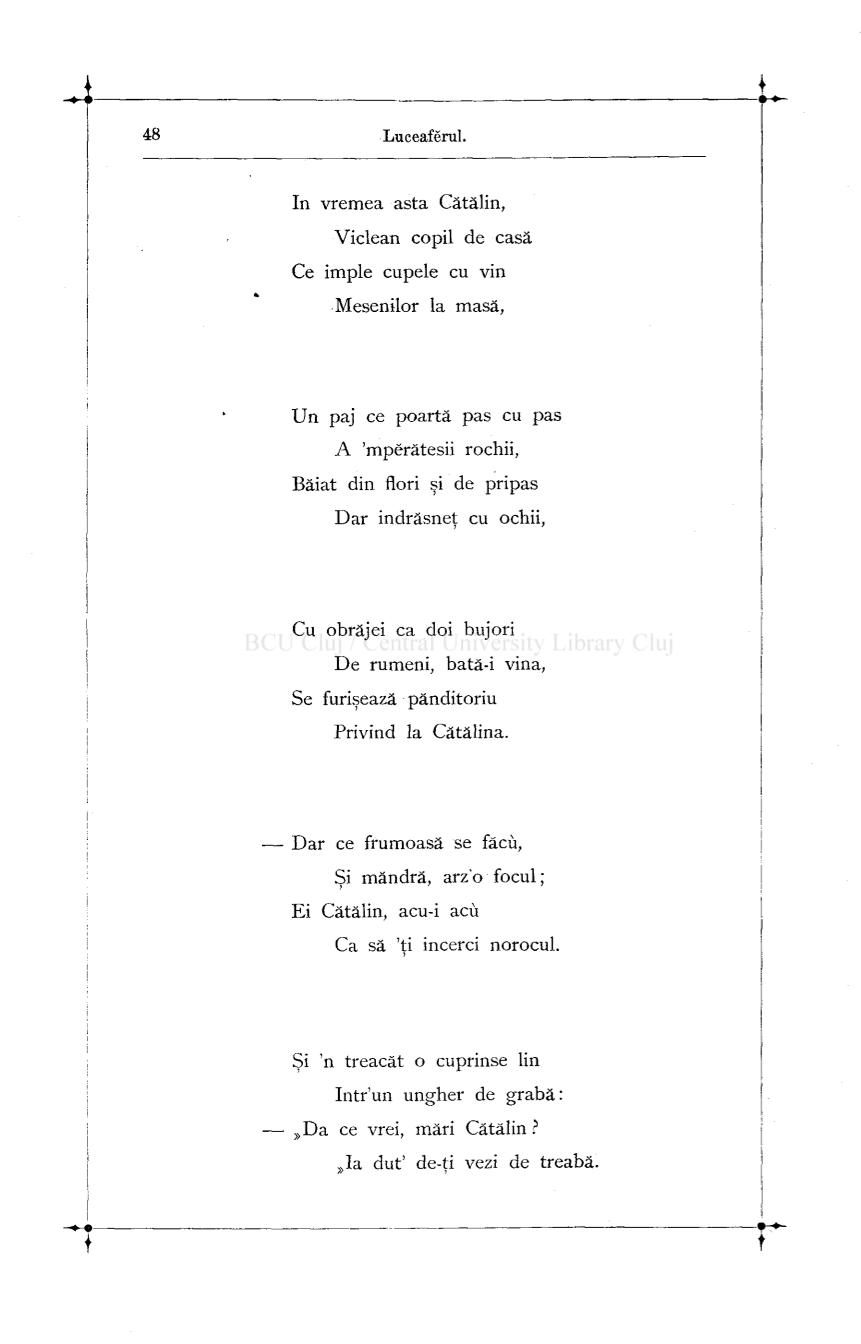 48
Luceafĕrul.
In vremea asta Cătălin,
Viclean copil de casă
Ce imple cupele cu vin
Mesenilor la masă,
Un paj ce poartă pas cu pas
A 'mpĕrătesii rochii,
Băiat din flori și de pripas
Dar indrăsneț cu ochii,
Cu obrăjei ca doi bujori
BCU Cluj / Central University Library Cluj
De rumeni, bată-i vina,
Se furișează pănditoriu
Privind la Cătălina.
— Dar ce frumoasă se făcù,
Și măndră, arz'o focul;
Ei Cătălin, acu-i acù
Ca să 'ți incerci norocul.
Și 'n treacăt o cuprinse lin
Intr'un ungher de grabă:
— „Da ce vrei, mări Cătălin?
„Ia dut' de-ți vezi de treabă.